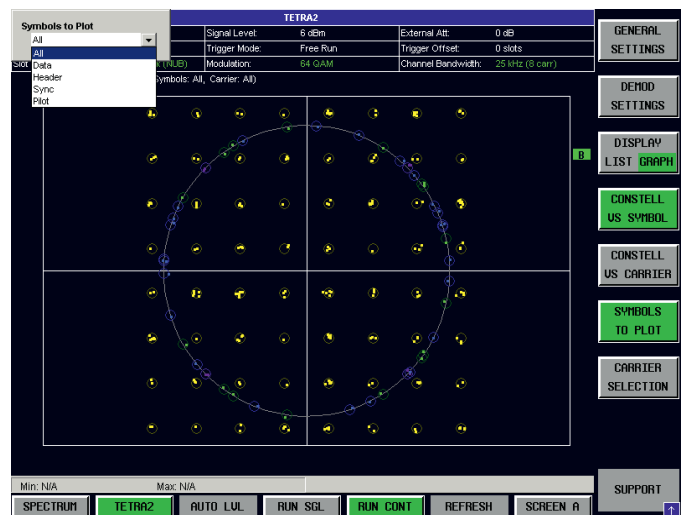 TETRA2
Symbols to Plot
All
All
Data
Header
Sync
Pilot
Signal Level: 6 dBm External Att: 0 dB
Trigger Mode: Free Run Trigger Offset: 0 slots
Slot (NUB) Modulation: 64 QAM Channel Bandwidth: 25 kHz (8 carr)
Symbols: All, Carrier: All)
B
GENERAL
SETTINGS
DEMOD
SETTINGS
DISPLAY
LIST GRAPH
CONSTELL
VS SYMBOL
CONSTELL
VS CARRIER
SYMBOLS
TO PLOT
CARRIER
SELECTION
SUPPORT
Min: N/A Max: N/A
SPECTRUM TETRA2 AUTO LVL RUN SGL RUN CONT REFRESH SCREEN A